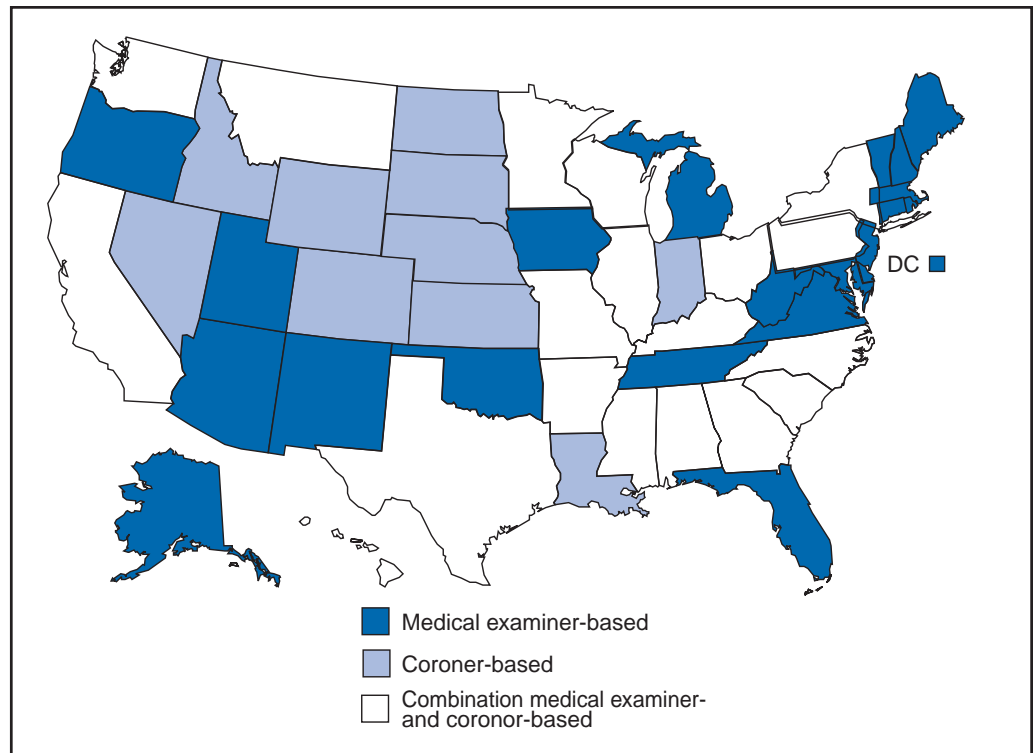 DC
Medical examiner-based
Coroner-based
Combination medical examiner-
and coronor-based